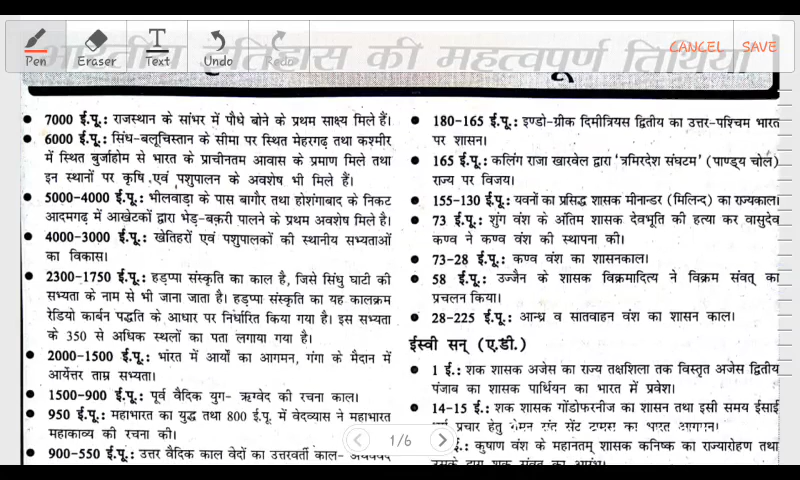 भारतीय इतिहास की महत्वपूर्ण तिथियां
Pen
Eraser
Text
Undo
Redo
CANCEL
SAVE
7000 ई.पू.: राजस्थान के सांभर में पौधे बोने के प्रथम साक्ष्य मिले हैं।
6000 ई.पू.: सिंध-बलूचिस्तान के सीमा पर स्थित मेहरगढ़ तथा कश्मीर
में स्थित बुर्जाहोम से भारत के प्राचीनतम आवास के प्रमाण मिले तथा
इन स्थानों पर कृषि एवं पशुपालन के अवशेष भी मिले हैं।
5000-4000 ई.पू.: भीलवाड़ा के पास बागौर तथा होशंगाबाद के निकट
आदमगढ़ में आखेटकों द्वारा भेड़-बकरी पालने के प्रथम अवशेष मिले है।
4000-3000 ई.पू.: खेतिहरों एवं पशुपालकों की स्थानीय सभ्यताओं
का विकास।
2300-1750 ई.पू.: हड़प्पा संस्कृति का काल है, जिसे सिंधु घाटी की
सभ्यता के नाम से भी जाना जाता है। हड़प्पा संस्कृति का यह कालक्रम
रेडियो कार्बन पद्धति के आधार पर निर्धारित किया गया है। इस सभ्यता
के 350 से अधिक स्थलों का पता लगाया गया है।
2000-1500 ई.पू.: भारत में आर्यों का आगमन, गंगा के मैदान में
आर्येत्तर ताम्र सभ्यता।
1500-900 ई.पू.: पूर्व वैदिक युग- ऋग्वेद की रचना काल।
950 ई.पू.: महाभारत का युद्ध तथा 800 ई.पू. में वेदव्यास ने महाभारत
महाकाव्य की रचना की।
900-550 ई.पू.: उत्तर वैदिक काल वेदों का उत्तरवर्ती काल-
180-165 ई.पू.: इण्डो-ग्रीक दिमीत्रियस द्वितीय का उत्तर-पश्चिम भारत
पर शासन।
165 ई.पू.: कलिंग राजा खारवेल द्वारा 'त्रमिरदेश संघटम' (पाण्ड्य चोल)
राज्य पर विजय।
155-130 ई.पू.: यवनों का प्रसिद्ध शासक मीनान्डर (मिलिन्द) का राज्यकाल।
73 ई.पू.: शुंग वंश के अंतिम शासक देवभूति की हत्या कर वासुदेव
कण्व ने कण्व वंश की स्थापना की।
73-28 ई.पू.: कण्व वंश का शासनकाल।
58 ई.पू.: उज्जैन के शासक विक्रमादित्य ने विक्रम संवत् का
प्रचलन किया।
28-225 ई.पू.: आन्ध्र व सातवाहन वंश का शासन काल।
ईस्वी सन् (ए.डी.)
1 ई.: शक शासक अजेस का राज्य तक्षशिला तक विस्तृत अजेस द्वितीय
पंजाब का शासक पार्थियन का भारत में प्रवेश।
14-15 ई.: शक शासक गोंडोफरनीज का शासन तथा इसी समय ईसाई
प्रचार हेतु सेंट का भारत आगमन।
ई.: कुषाण वंश के महानतम् शासक कनिष्क का राज्यारोहण तथा
उसके द्वारा शक संवत् का आरंभ।
1/6